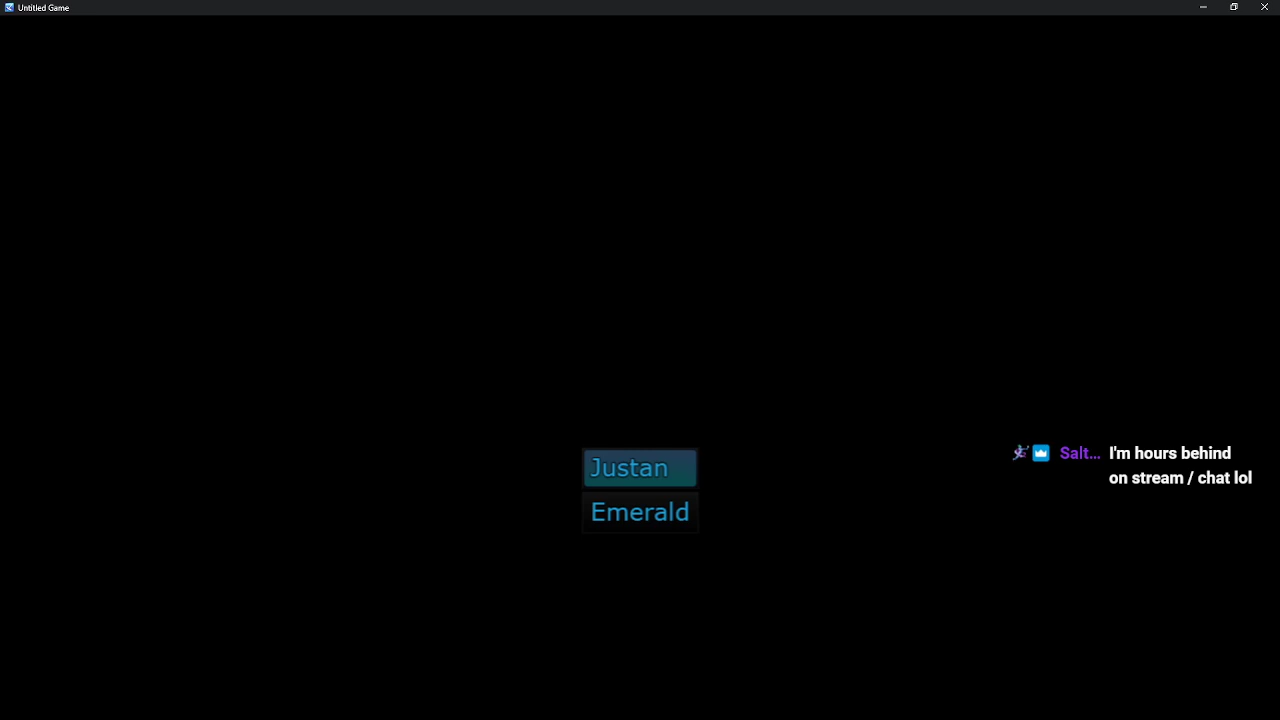 Untitled Game
Justan
Emerald
Salt... I'm hours behind
on stream / chat lol